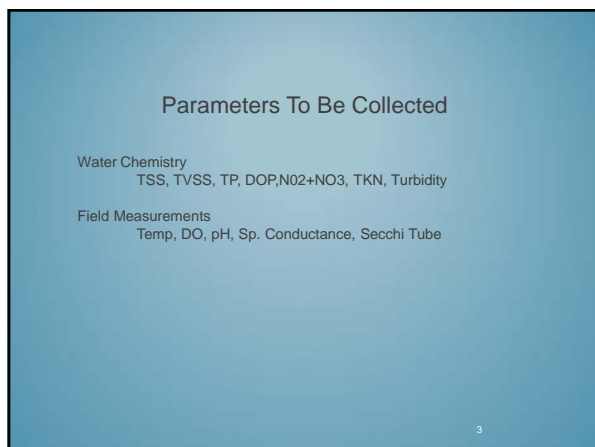 Parameters To Be Collected
Water Chemistry
TSS, TVSS, TP, DOP,N02+NO3, TKN, Turbidity
Field Measurements
Temp, DO, pH, Sp. Conductance, Secchi Tube
3